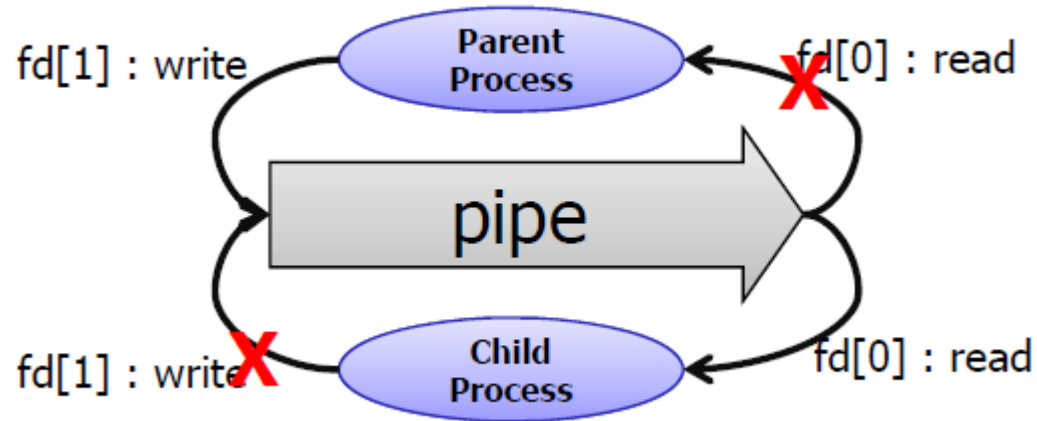 Parent
Process
fd[1] : write
fd[0] : read
X
pipe
X
Child
Process
fd[1] : write
fd[0] : read